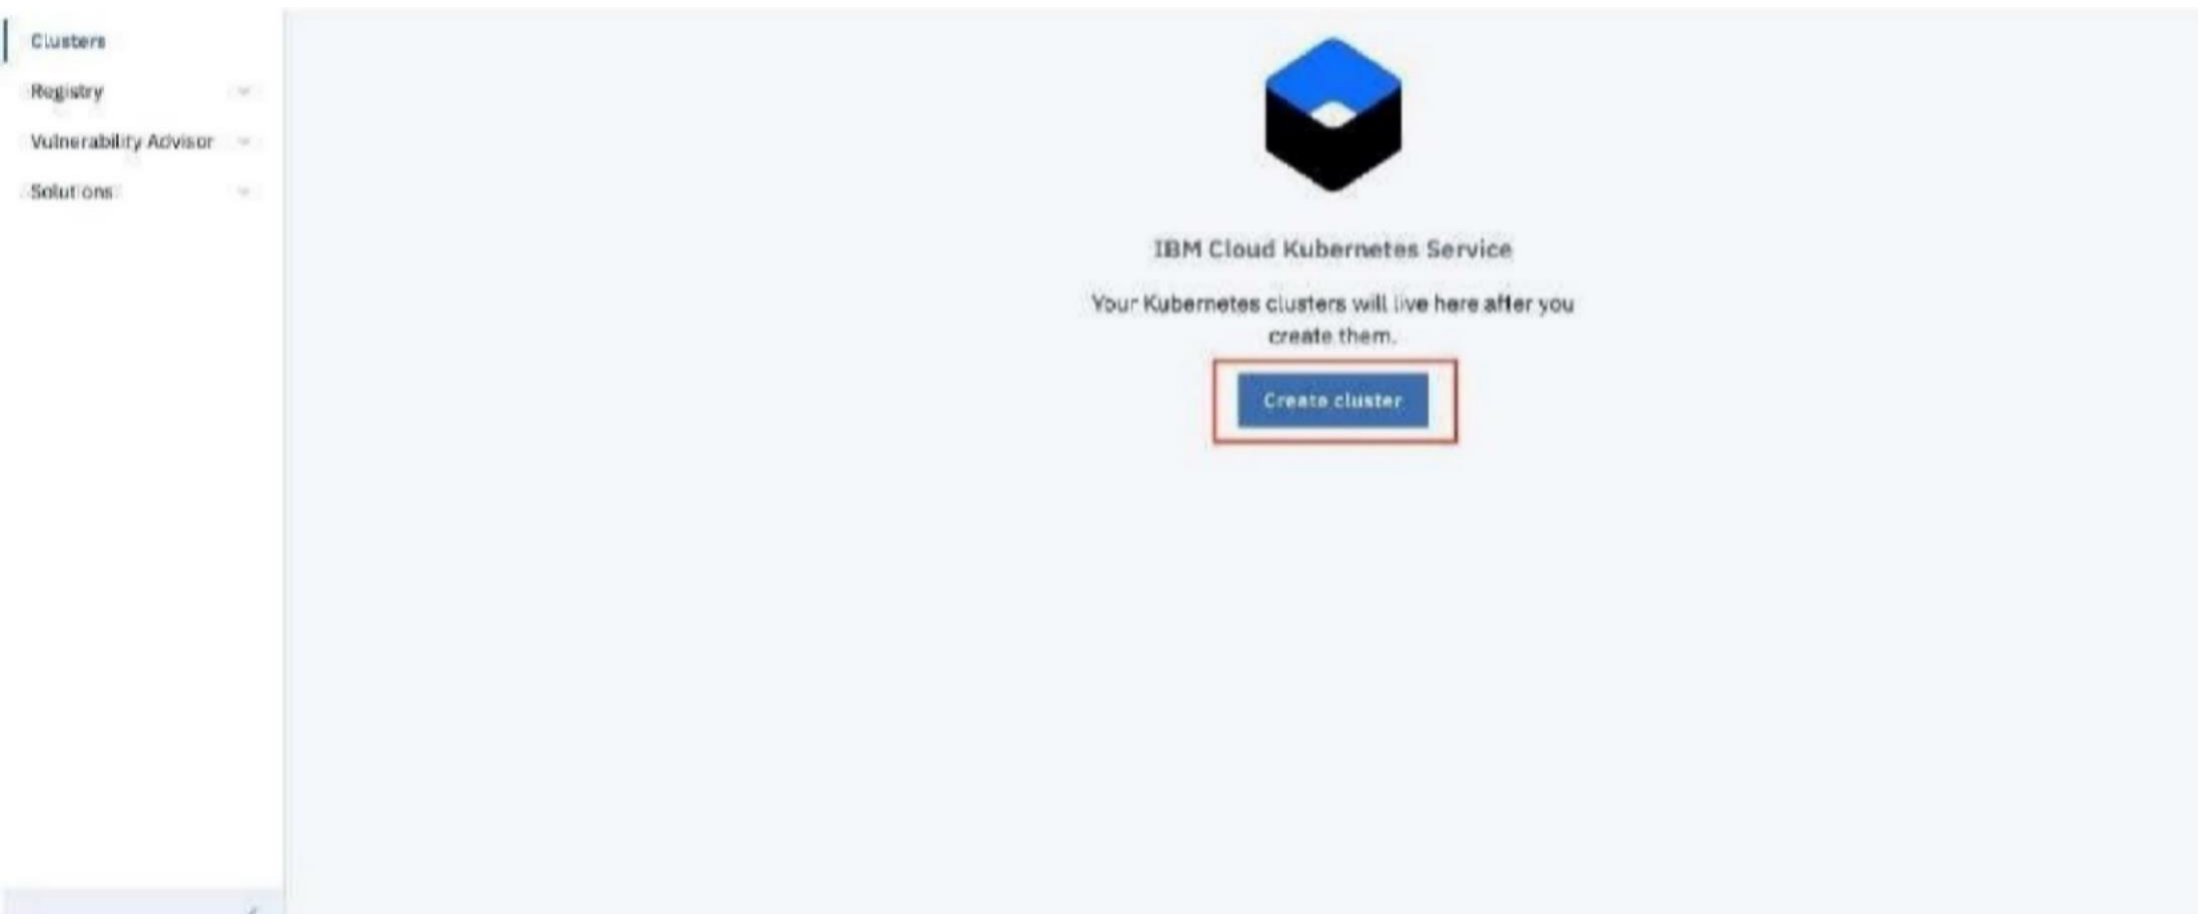 Clusters
Registry
Vulnerability Advisor
Solutions
IBM Cloud Kubernetes Service
Your Kubernetes clusters will live here after you
create them.
Create cluster